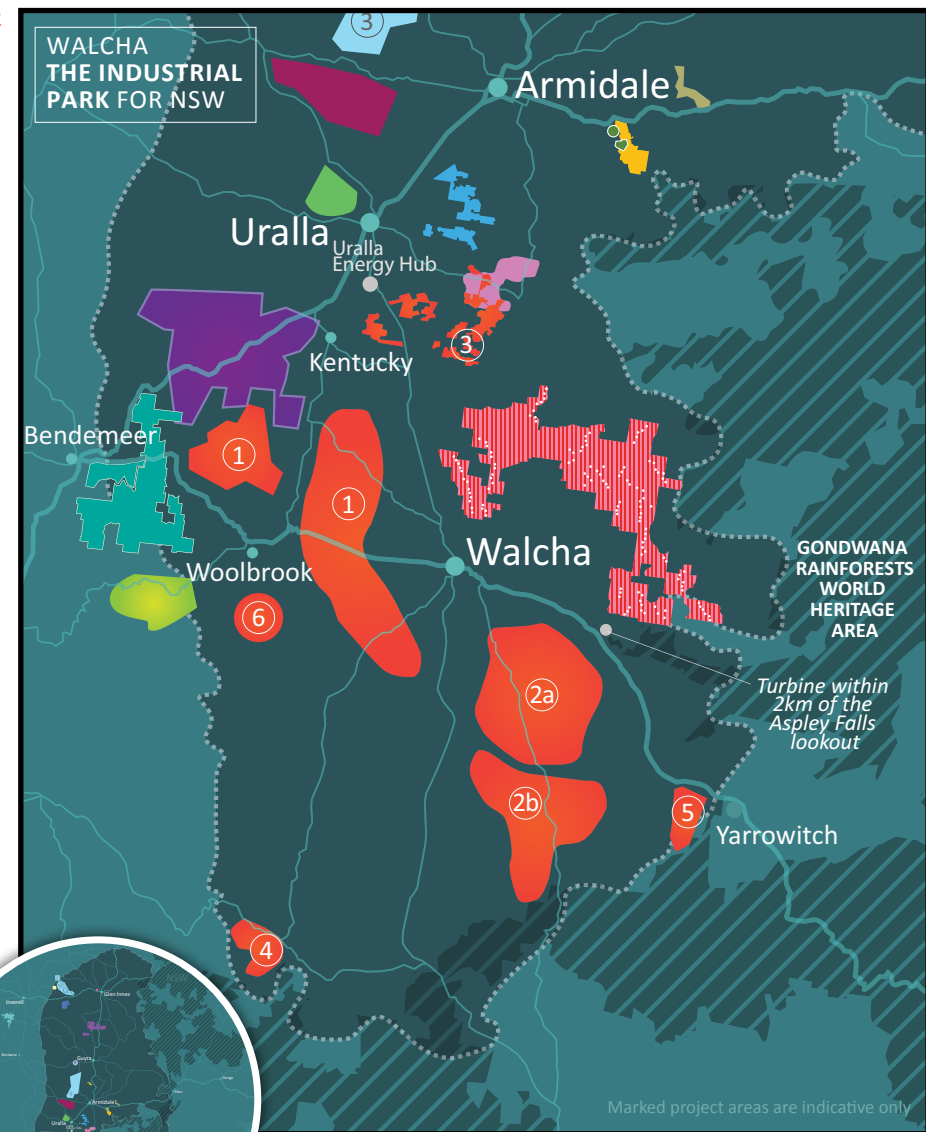 WALCHA
THE INDUSTRIAL
PARK FOR NSW
3
Armidale
Uralla
Uralla
Energy Hub
3
Kentucky
Bendemeer
1
1
Walcha
Woolbrook
GONDWANA
RAINFORESTS
WORLD
HERITAGE
AREA
6
Turbine within
2km of the
Aspley Falls
lookout
2a
2b
5
Yarrowitch
4
Glen Innes
Inverell
Guyra
Armidale
Uralla
Marked project areas are indicative only